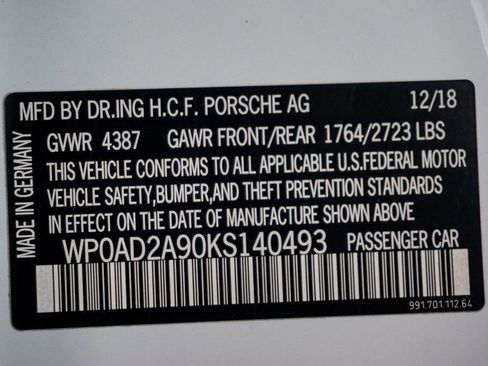 MFD BY DR.ING H.C.F. PORSCHE AG 12/18
GVWR 4387 GAWR FRONT/REAR 1764/2723 LBS
THIS VEHICLE CONFORMS TO ALL APPLICABLE U.S.FEDERAL MOTOR
VEHICLE SAFETY,BUMPER,AND THEFT PREVENTION STANDARDS
IN EFFECT ON THE DATE OF MANUFACTURE SHOWN ABOVE
WP0AD2A90KS140493 PASSENGER CAR
991.701.112.64
MADE IN GERMANY